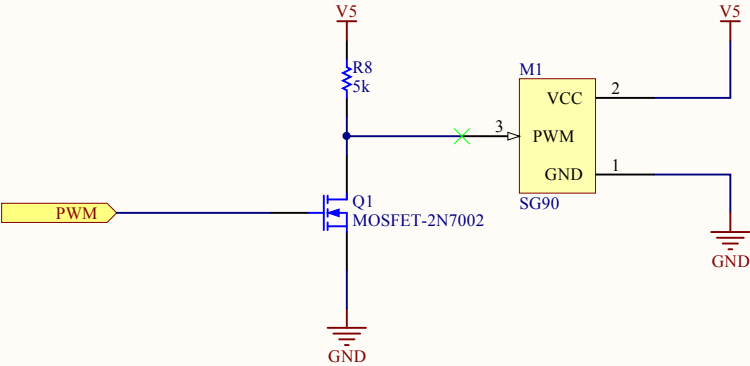 V5
V5
R8
5k
M1
VCC
2
3
PWM
GND
1
SG90
PWM
Q1
MOSFET-2N7002
GND
GND